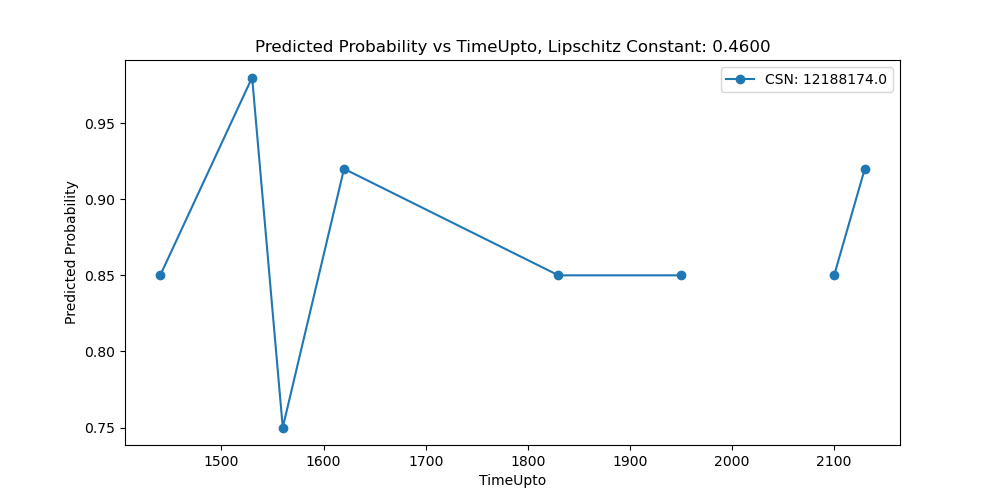 Predicted Probability vs TimeUpto, Lipschitz Constant: 0.4600
CSN: 12188174.0
Predicted Probability
0.95
0.90
0.85
0.80
0.75
1500 1600 1700 1800 1900 2000 2100
TimeUpto